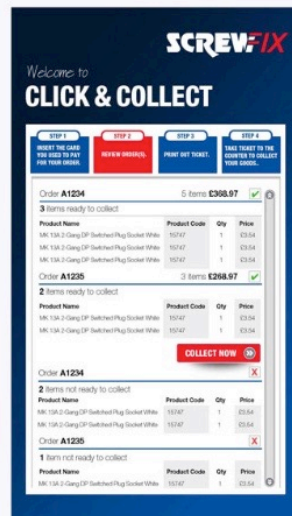 SCREWFIX
Welcome to
CLICK & COLLECT
STEP 1
INSERT THE CARD
YOU USED TO PAY
FOR YOUR ORDER.
STEP 2
REVIEW ORDER(S).
STEP 3
PRINT OUT TICKET.
STEP 4
TAKE TICKET TO THE
COUNTER TO COLLECT
YOUR GOODS.
Order A1234 5 items £368.97
3 items ready to collect
Product Name Product Code Qty Price
MK 13A 2-Gang DP Switched Plug Socket White 15747 1 £3.54
MK 13A 2-Gang DP Switched Plug Socket White 15747 1 £3.54
MK 13A 2-Gang DP Switched Plug Socket White 15747 1 £3.54
Order A1235 3 items £268.97
2 items ready to collect
Product Name Product Code Qty Price
MK 13A 2-Gang DP Switched Plug Socket White 15747 1 £3.54
MK 13A 2-Gang DP Switched Plug Socket White 15747 1 £3.54
COLLECT NOW
Order A1234 X
2 items not ready to collect
Product Name Product Code Qty Price
MK 13A 2-Gang DP Switched Plug Socket White 15747 1 £3.54
MK 13A 2-Gang DP Switched Plug Socket White 15747 1 £3.54
Order A1235 X
1 item not ready to collect
Product Name Product Code Qty Price
MK 13A 2-Gang DP Switched Plug Socket White 15747 1 £3.54